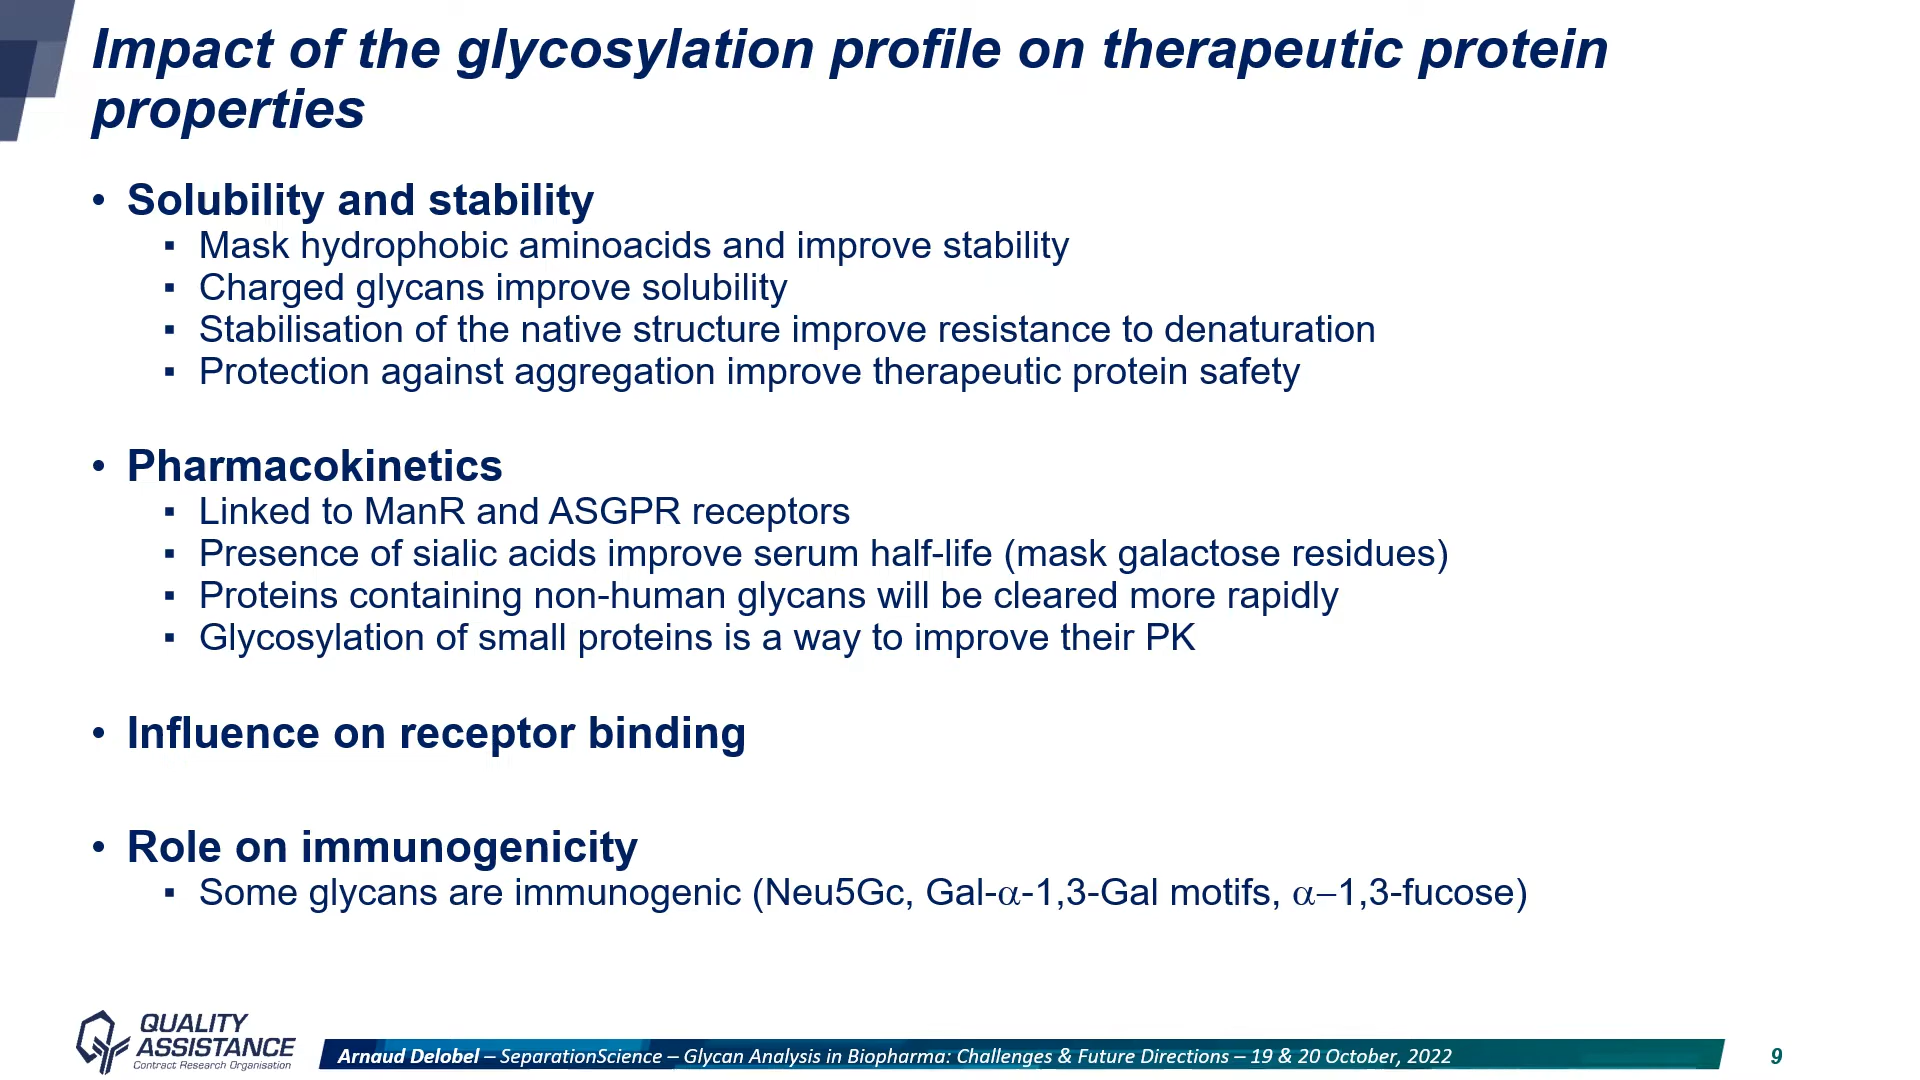 Impact of the glycosylation profile on therapeutic protein
properties
• Solubility and stability
▪ Mask hydrophobic aminoacids and improve stability
▪ Charged glycans improve solubility
▪ Stabilisation of the native structure improve resistance to denaturation
▪ Protection against aggregation improve therapeutic protein safety
• Pharmacokinetics
▪ Linked to ManR and ASGPR receptors
▪ Presence of sialic acids improve serum half-life (mask galactose residues)
▪ Proteins containing non-human glycans will be cleared more rapidly
▪ Glycosylation of small proteins is a way to improve their PK
• Influence on receptor binding
• Role on immunogenicity
▪ Some glycans are immunogenic (Neu5Gc, Gal-α-1,3-Gal motifs, α–1,3-fucose)
QUALITY
ASSISTANCE
Contract Research Organisation
Arnaud Delobel – SeparationScience – Glycan Analysis in Biopharma: Challenges & Future Directions – 19 & 20 October, 2022
9